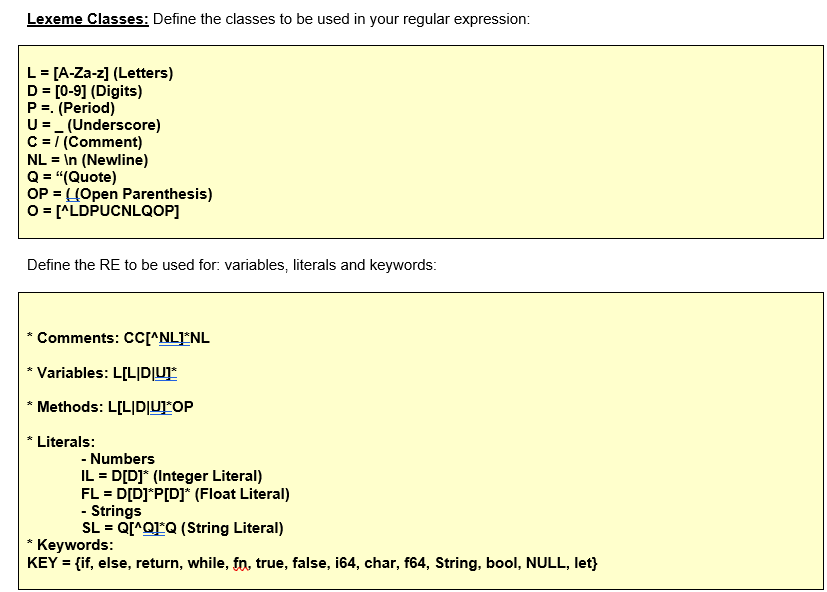 Lexeme Classes: Define the classes to be used in your regular expression:
L = [A-Za-z] (Letters)
D = [0-9] (Digits)
P =. (Period)
U = _ (Underscore)
C = / (Comment)
NL = \n (Newline)
Q = “(Quote)
OP = ( (Open Parenthesis)
O = [^LDPUCNLQOP]
Define the RE to be used for: variables, literals and keywords:
* Comments: CC[^NL]*NL
* Variables: L[L|D|U]*
* Methods: L[L|D|U]*OP
* Literals:
- Numbers
IL = D[D]* (Integer Literal)
FL = D[D]*P[D]* (Float Literal)
- Strings
SL = Q[^Q]*Q (String Literal)
* Keywords:
KEY = {if, else, return, while, fn, true, false, i64, char, f64, String, bool, NULL, let}